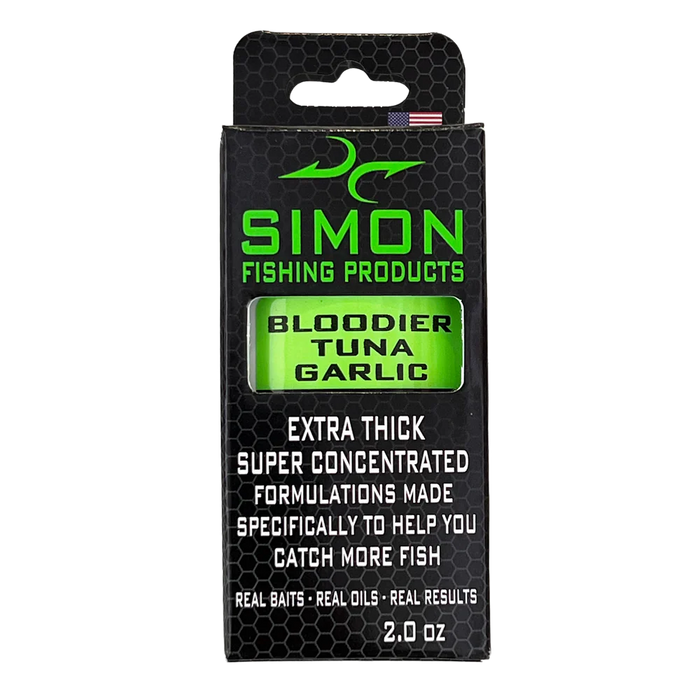 SIMON
FISHING PRODUCTS
BLOODIER
TUNA
GARLIC
EXTRA THICK
SUPER CONCENTRATED
FORMULATIONS MADE
SPECIFICALLY TO HELP YOU
CATCH MORE FISH
REAL BAITS · REAL OILS · REAL RESULTS
2.0 oz